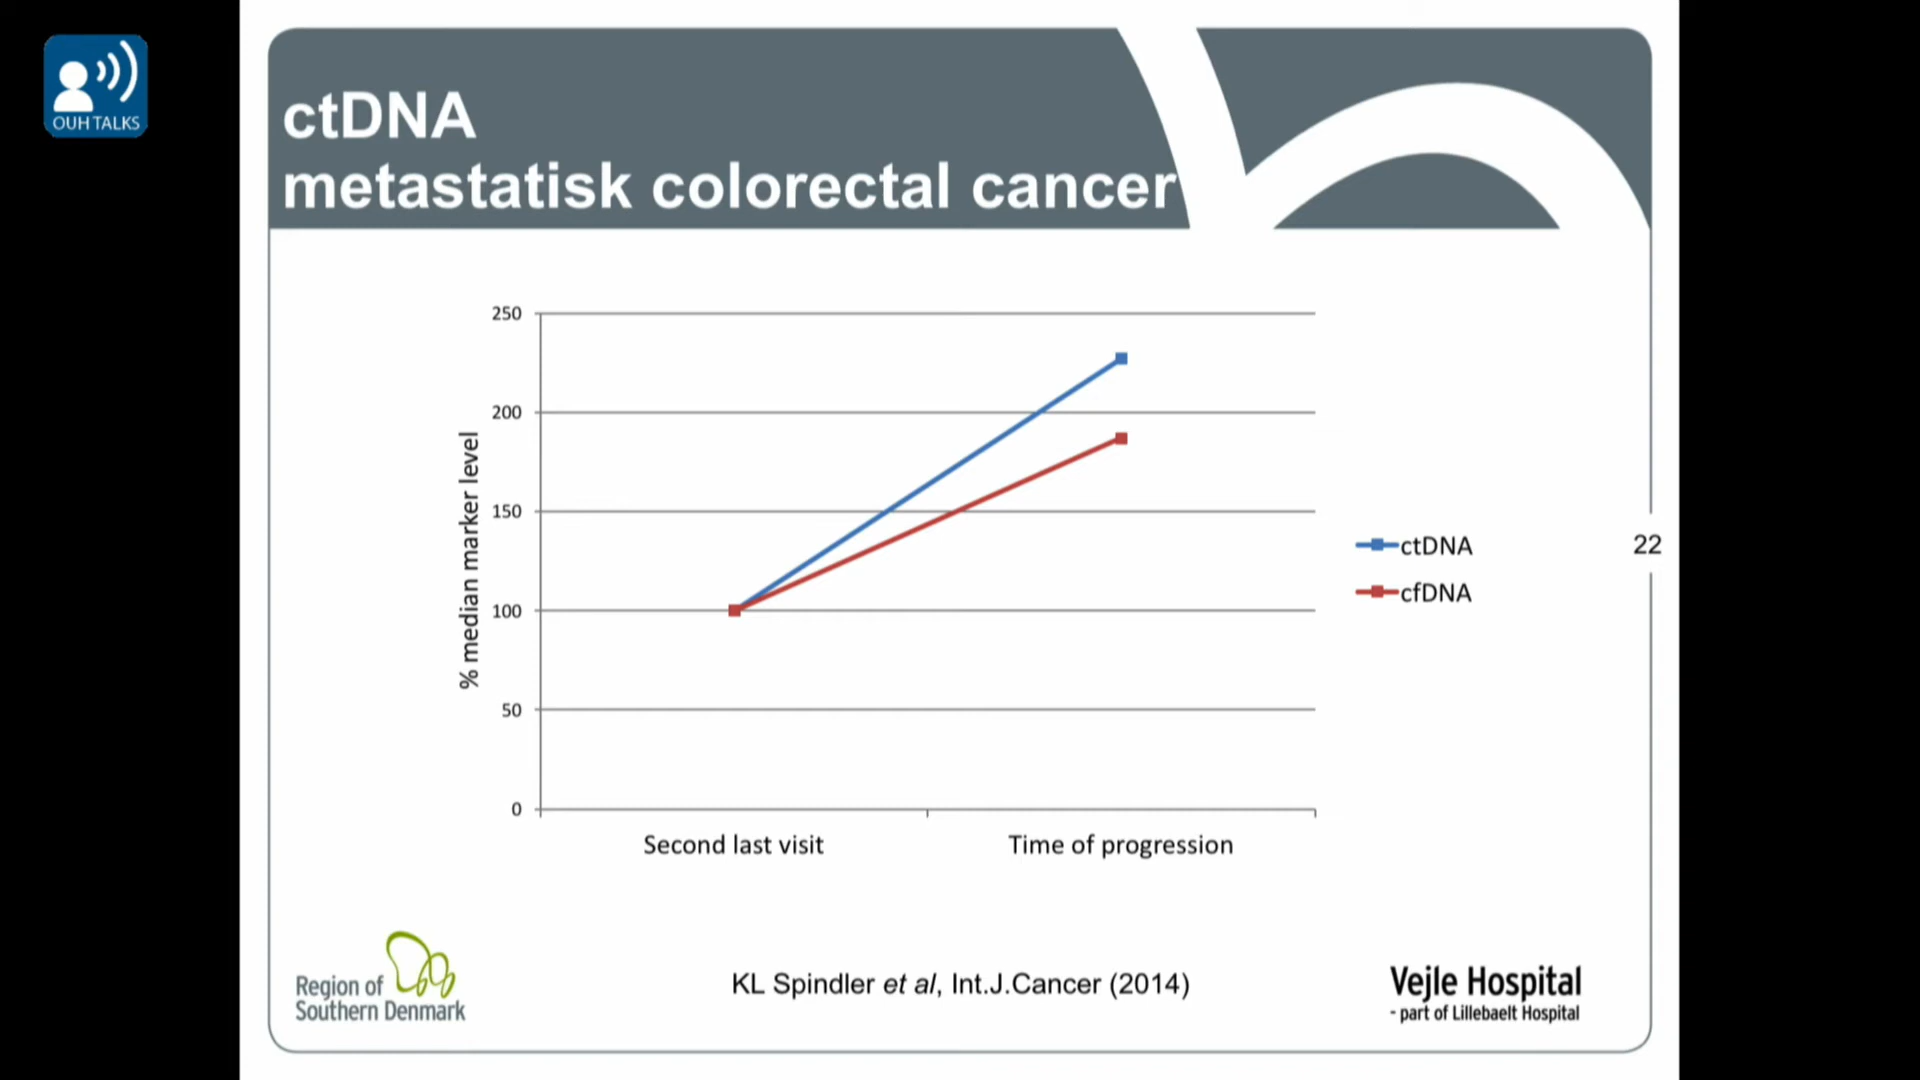 OUH TALKS
ctDNA
metastatisk colorectal cancer
250
200
150
100
50
0
% median marker level
Second last visit
Time of progression
ctDNA
cfDNA
22
Region of
Southern Denmark
KL Spindler et al, Int.J.Cancer (2014)
Vejle Hospital
- part of Lillebaelt Hospital